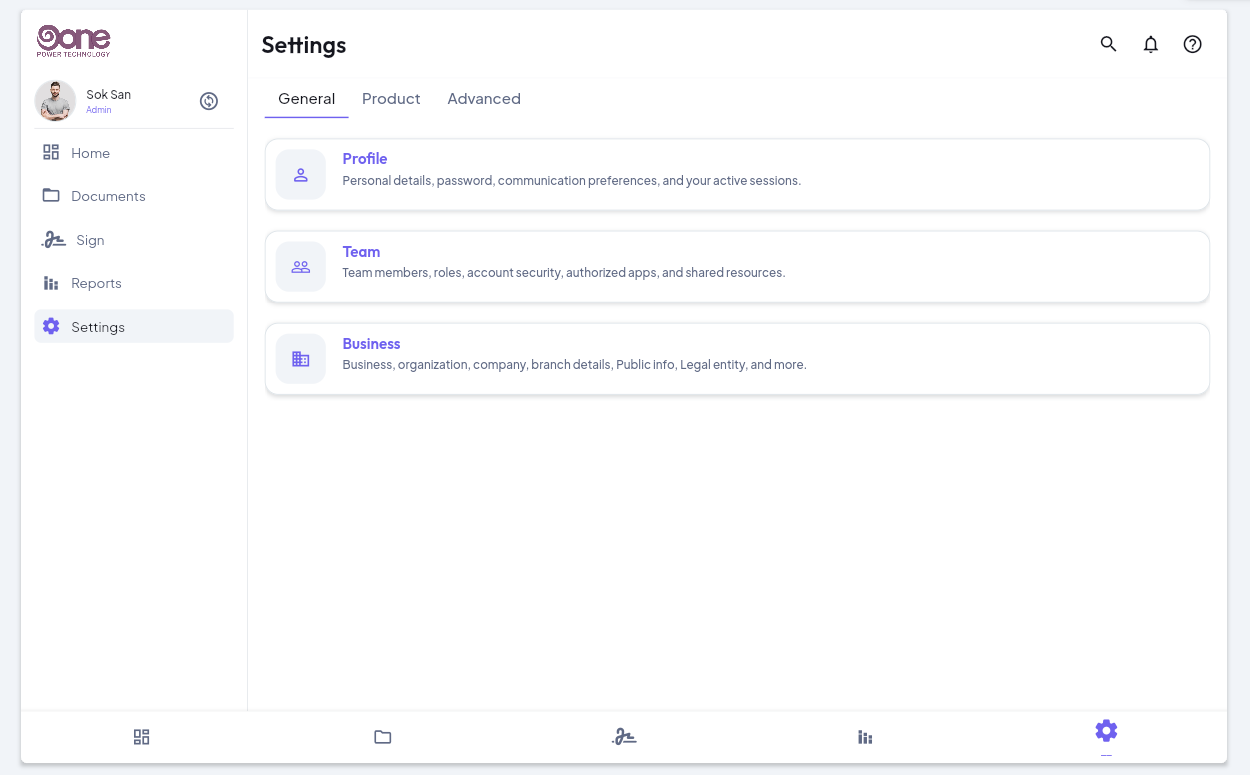 Gone
POWER TECHNOLOGY
Sok San
Admin
Home
Documents
Sign
Reports
Settings
Settings
General
Product
Advanced
Profile
Personal details, password, communication preferences, and your active sessions.
Team
Team members, roles, account security, authorized apps, and shared resources.
Business
Business, organization, company, branch details, Public info, Legal entity, and more.